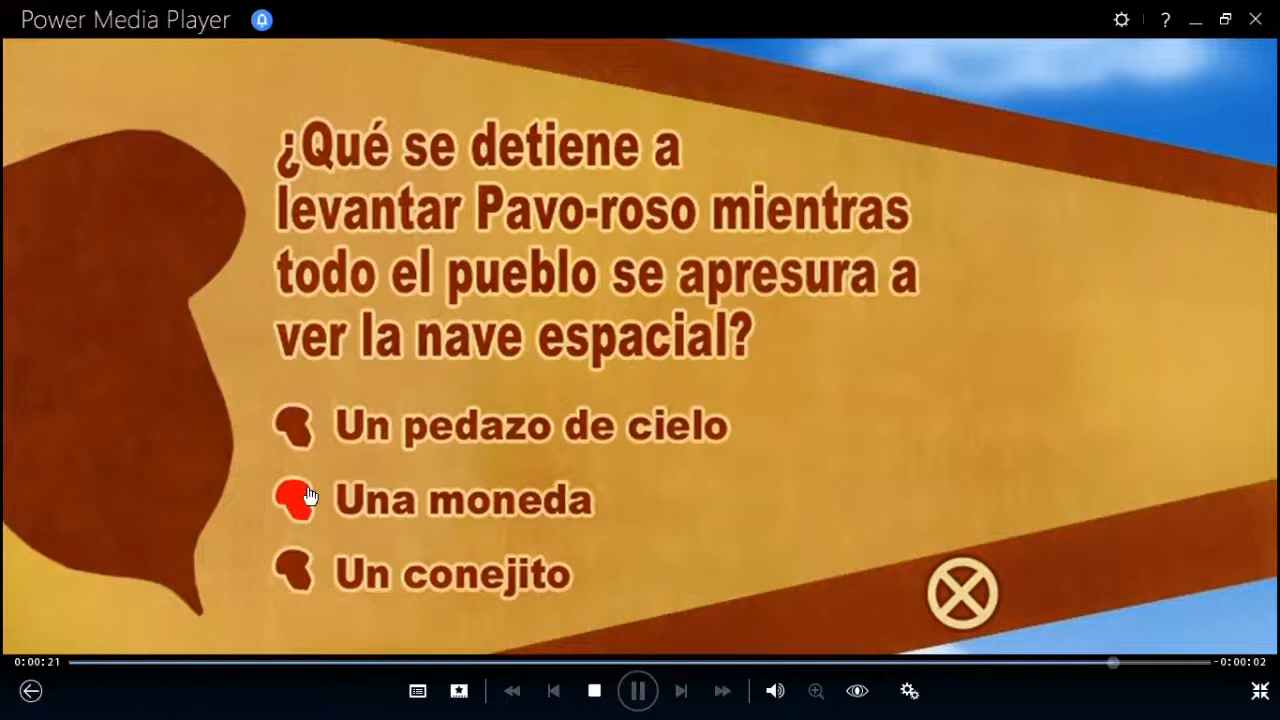 Power Media Player
¿Qué se detiene a
levantar Pavo-roso mientras
todo el pueblo se apresura a
ver la nave espacial?
Un pedazo de cielo
Una moneda
Un conejito
0:00:21
-0:00:02